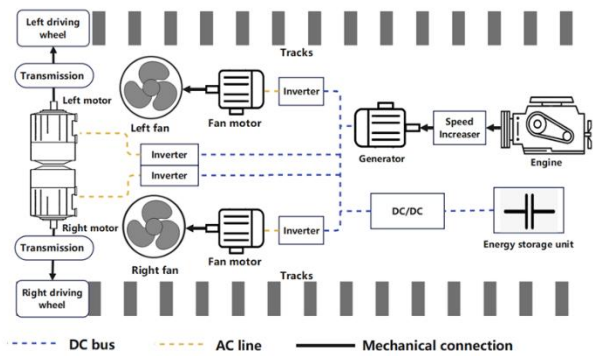 Left driving
wheel
Tracks
Transmission
Left motor
Left fan
Fan motor
Inverter
Generator
Speed
Increaser
Engine
Inverter
Inverter
DC/DC
Energy storage unit
Right motor
Transmission
Right fan
Fan motor
Inverter
Tracks
Right driving
wheel
DC bus
AC line
Mechanical connection